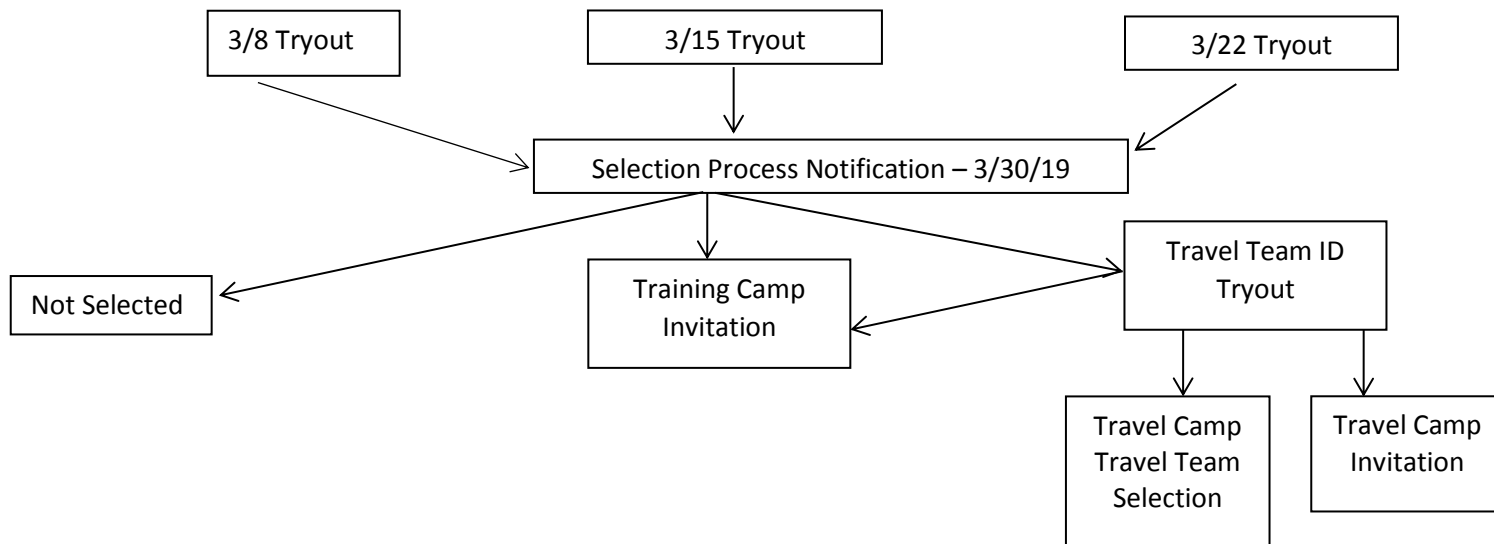 3/8 Tryout
3/15 Tryout
3/22 Tryout
Selection Process Notification – 3/30/19
Not Selected
Training Camp
Invitation
Travel Team ID
Tryout
Travel Camp
Travel Team
Selection
Travel Camp
Invitation